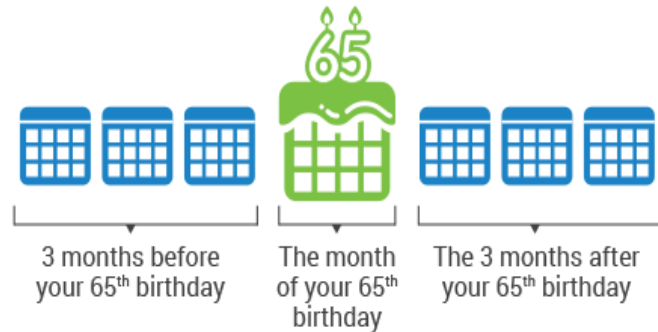 65
3 months before
your 65th birthday
The month
of your 65th
birthday
The 3 months after
your 65th birthday